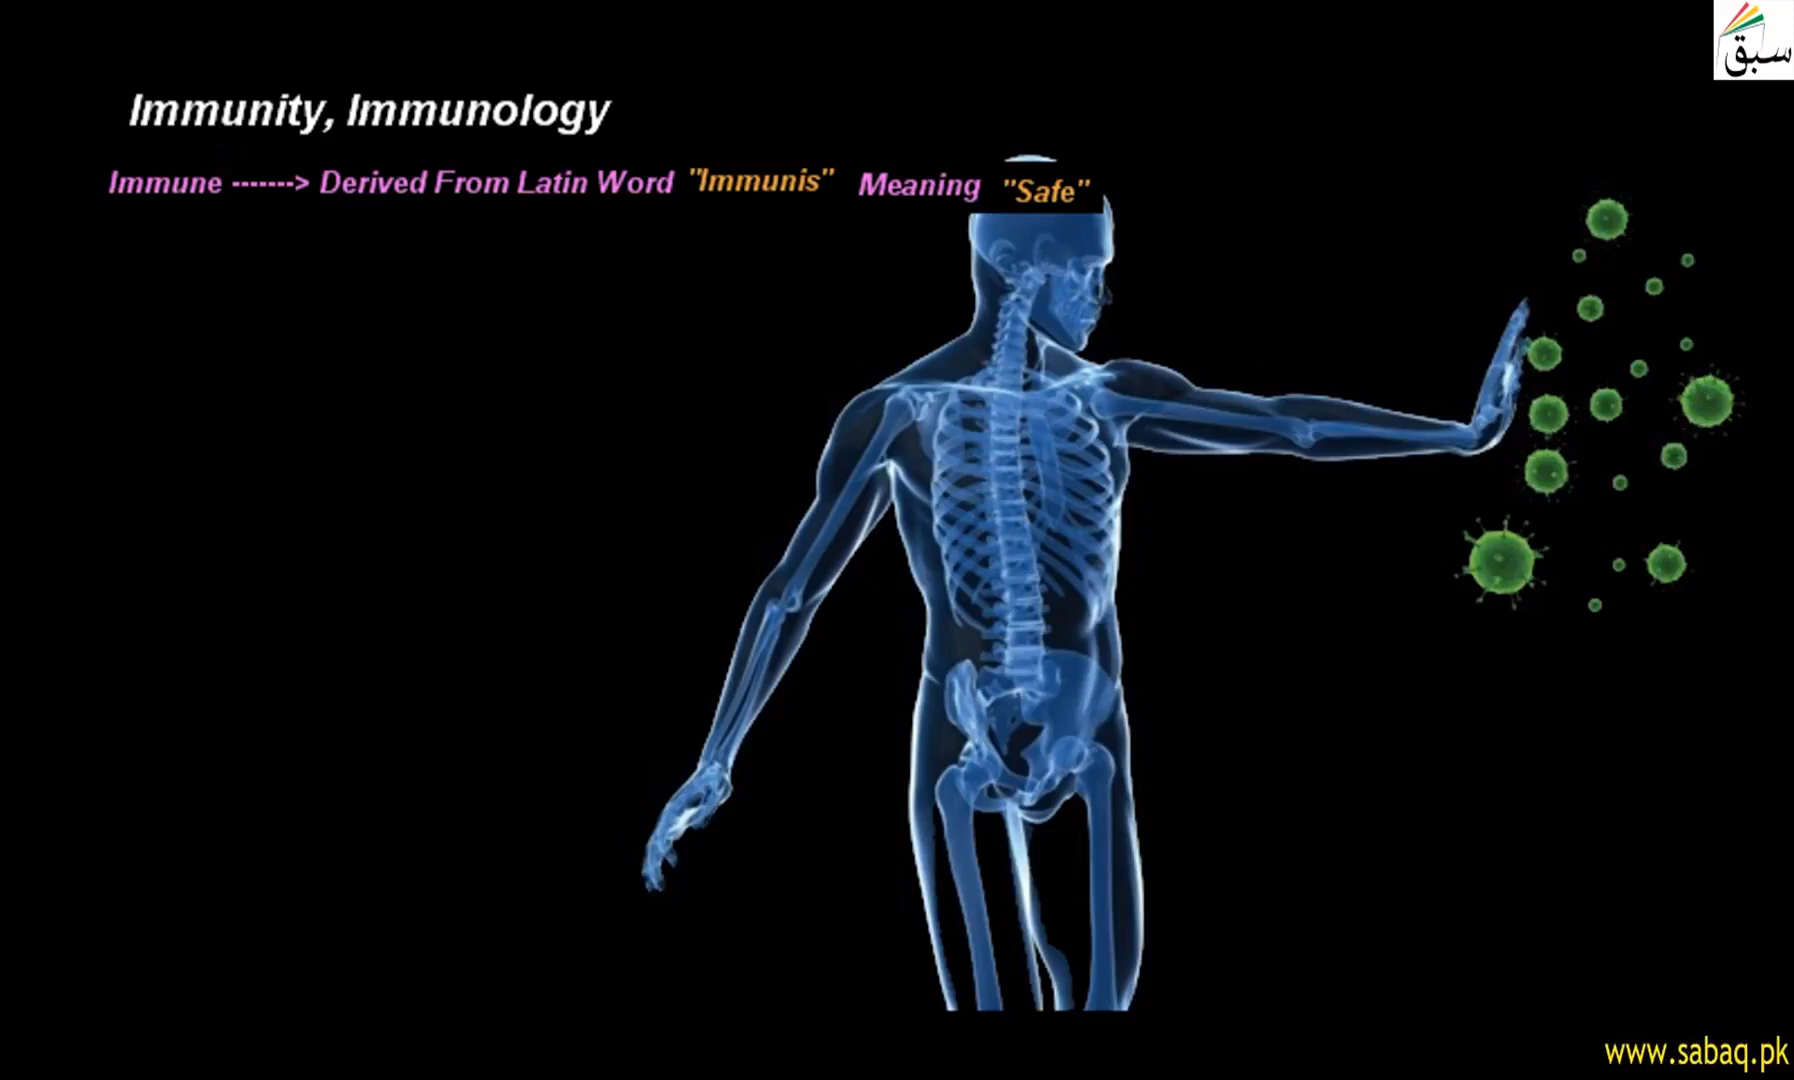 سبق
Immunity, Immunology
Immune -------> Derived From Latin Word "Immunis" Meaning "Safe"
www.sabaq.pk